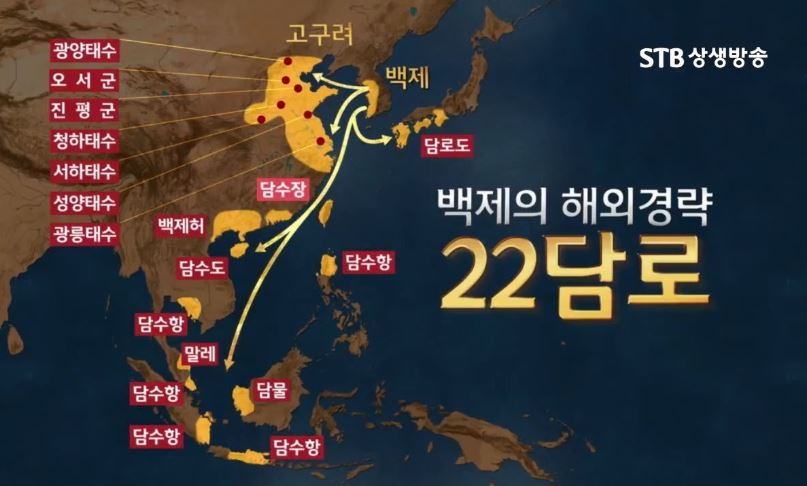 고구려
STB 상생방송
광양태수
오 서 군
백제
진 평 군
청하태수
담로도
서하태수
담수장
성양태수
백제의 해외경략
백제허
광릉태수
22담로
담수도
담수항
담수항
말레
담수항
담물
담수항
담수항